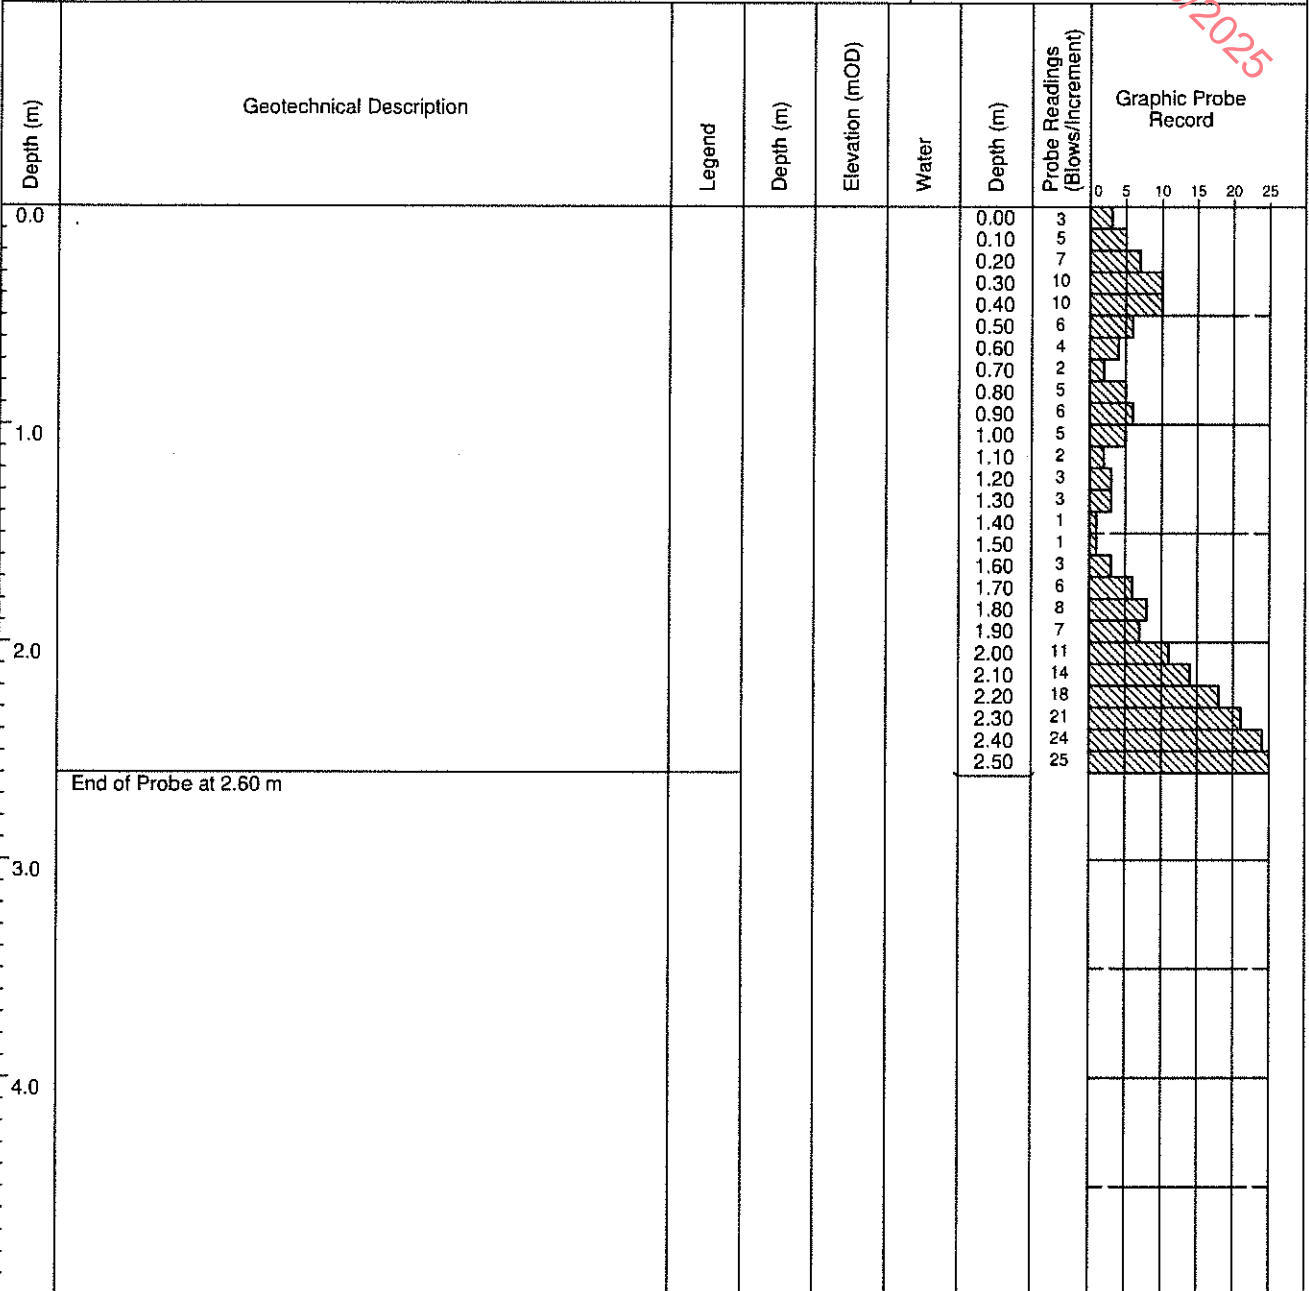 /2025
Depth (m)
Geotechnical Description
Legend
Depth (m)
Elevation (mOD)
Water
Depth (m)
Probe Readings
(Blows/Increment)
Graphic Probe
Record
0 5 10 15 20 25
0.0
0.00 3
0.10 5
0.20 7
0.30 10
0.40 10
0.50 6
0.60 4
0.70 2
0.80 5
0.90 6
1.0
1.00 5
1.10 2
1.20 3
1.30 3
1.40 1
1.50 1
1.60 3
1.70 6
1.80 8
1.90 7
2.0
2.00 11
2.10 14
2.20 18
2.30 21
2.40 24
2.50 25
End of Probe at 2.60 m
3.0
4.0